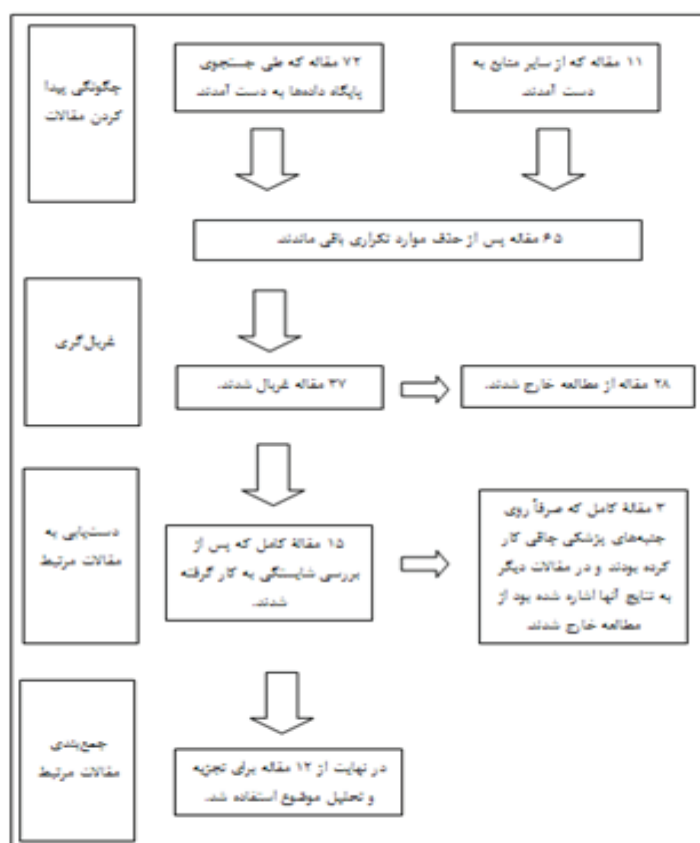 چگونگی پیدا
کردن مقالات
۷۲ مقاله که طی جستجوی
پایگاه داده‌ها به دست آمدند.
۱۱ مقاله که از سایر منابع به
دست آمدند.
۶۵ مقاله پس از حذف موارد تکراری باقی ماندند.
غربال‌گری
۳۷ مقاله غربال شدند.
۲۸ مقاله از مطالعه خارج شدند.
دست‌یابی به
مقالات مرتبط
۱۵ مقالهٔ کامل که پس از
بررسی شایستگی به کار گرفته
شدند.
۳ مقالهٔ کامل که صرفاً روی
جنبه‌های پزشکی چاقی کار
کرده بودند و در مقالات دیگر
به نتایج آنها اشاره شده بود از
مطالعه خارج شدند.
جمع‌بندی
مقالات مرتبط
در نهایت از ۱۲ مقاله برای تجزیه
و تحلیل موضوع استفاده شد.